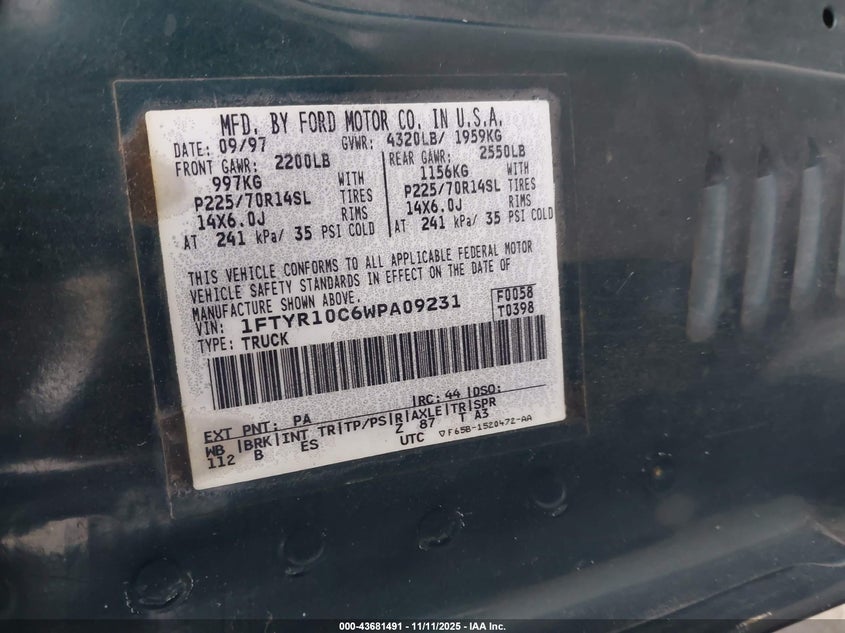 MFD. BY FORD MOTOR CO. IN U.S.A.
DATE: 09/97 GVWR: 4320LB/ 1959KG
FRONT GAWR: 2200LB REAR GAWR: 2550LB
997KG WITH 1156KG WITH
P225/70R14SL TIRES P225/70R14SL TIRES
14X6.0J RIMS 14X6.0J RIMS
AT 241 kPa/ 35 PSI COLD AT 241 kPa/ 35 PSI COLD
THIS VEHICLE CONFORMS TO ALL APPLICABLE FEDERAL MOTOR
VEHICLE SAFETY STANDARDS IN EFFECT ON THE DATE OF
MANUFACTURE SHOWN ABOVE.
VIN: 1FTYR10C6WPA09231 F0058
TYPE: TRUCK T0398
EXT PNT: PA RC: 44 DSO:
WB BRK INT TR TP/PS R AXLE TR SPR
112 B ES Z 87 T A3
UTC ▽F65B-1520472-AA
000-43681491 - 11/11/2025 - IAA Inc.